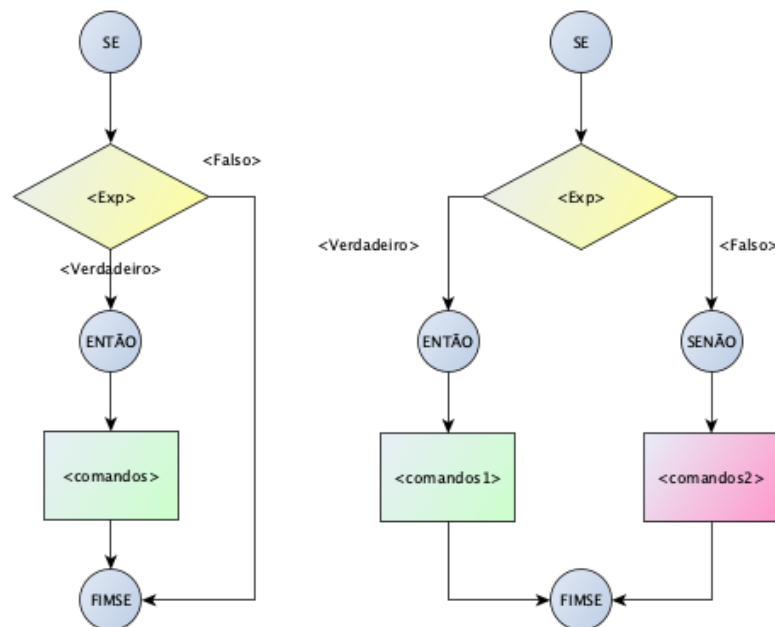 SE
<Exp>
<Falso>
<Verdadeiro>
ENTÃO
<comandos>
FIMSE
SE
<Exp>
<Verdadeiro>
<Falso>
ENTÃO
SENÃO
<comandos1>
<comandos2>
FIMSE